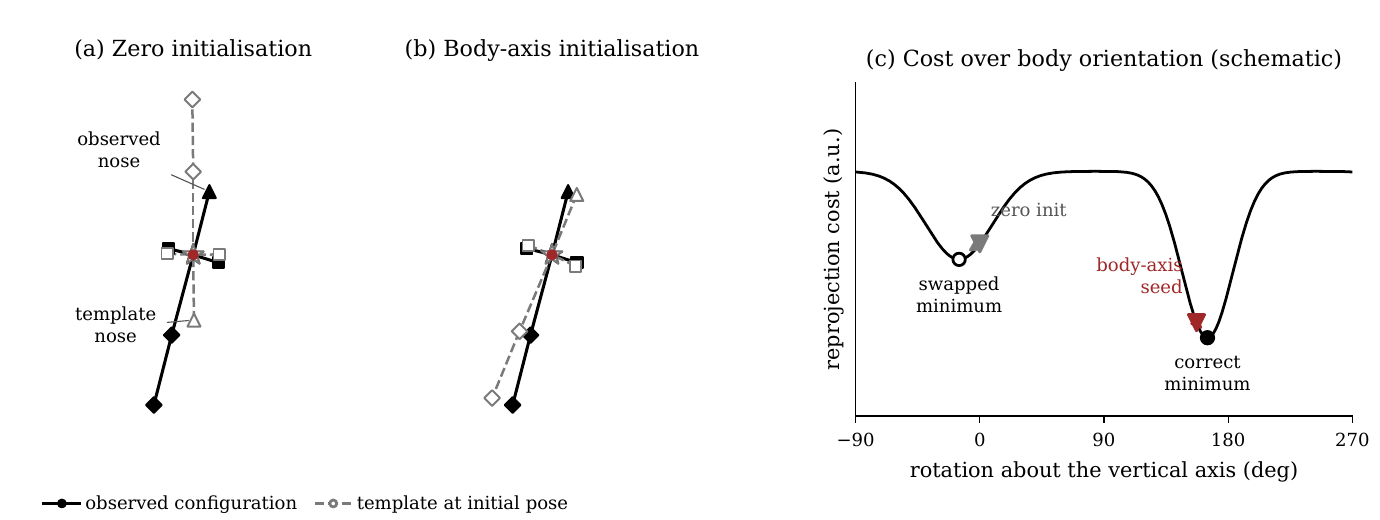 (a) Zero initialisation
(b) Body-axis initialisation
(c) Cost over body orientation (schematic)
observed
nose
template
nose
observed configuration
template at initial pose
reprojection cost (a.u.)
zero init
swapped
minimum
body-axis
seed
correct
minimum
−90
0
90
180
270
rotation about the vertical axis (deg)